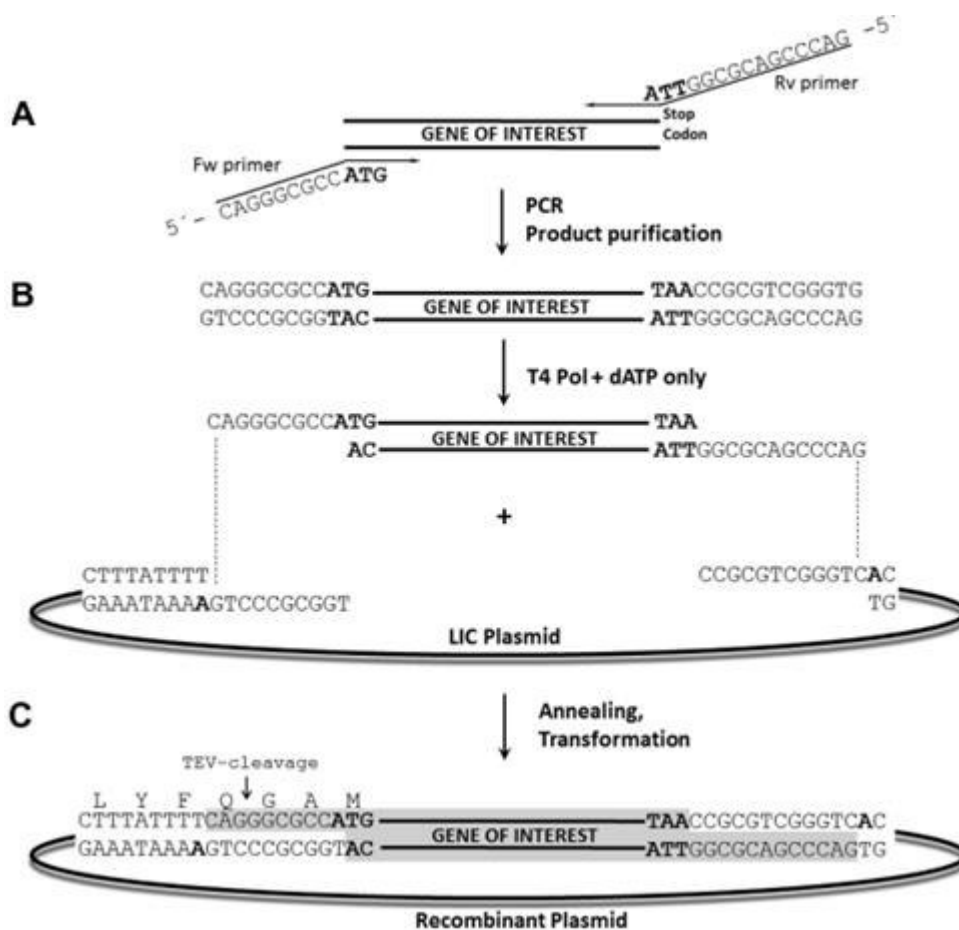 ATTGGCGCAGCCCAG -5´
Rv primer
A
Stop
Codon
GENE OF INTEREST
Fw primer
5´- CAGGGCGCCATG
PCR
Product purification
B
CAGGGCGCCATG TAACCGCGTCGGGTG
GENE OF INTEREST
GTCCCGCGGTAC ATTGGCGCAGCCCAG
T4 Pol + dATP only
CAGGGCGCCATG TAA
GENE OF INTEREST
AC ATTGGCGCAGCCCAG
+
CTTTATTTT CCGCGTCGGGTCAC
GAAATAAAAGTCCCGCGGT TG
LIC Plasmid
C
Annealing,
Transformation
TEV-cleavage
L Y F Q G A M
CTTTATTTTCAGGGCGCCATG TAACCGCGTCGGGTCAC
GENE OF INTEREST
GAAATAAAAGTCCCGCGGTAC ATTGGCGCAGCCCAGTG
Recombinant Plasmid